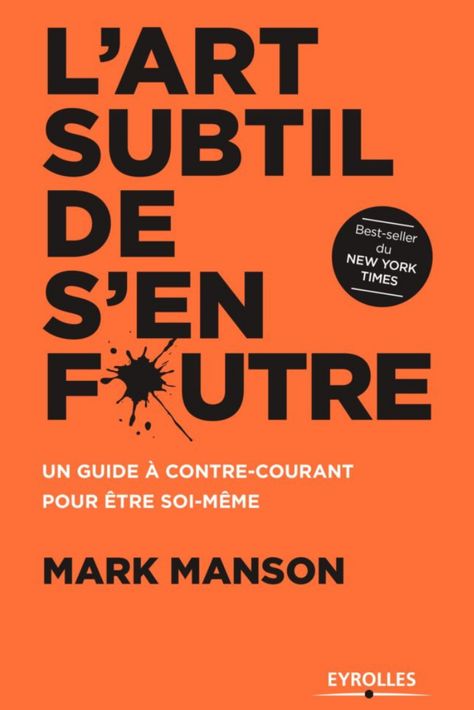 L'ART
SUBTIL
DE
S'EN
F*UTRE
Best-seller
du
NEW YORK
TIMES
UN GUIDE À CONTRE-COURANT
POUR ÊTRE SOI-MÊME
MARK MANSON
EYROLLES